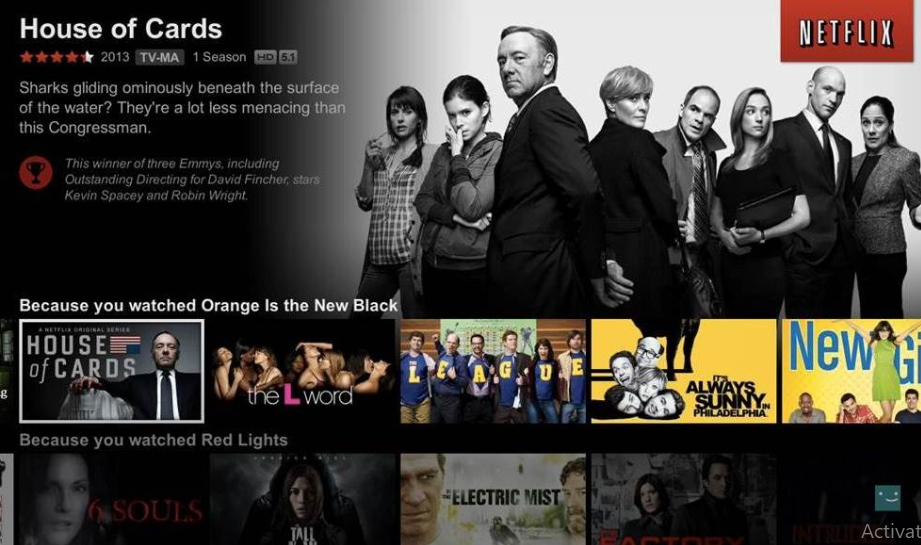 House of Cards
NETFLIX
2013 TV-MA 1 Season HD 5.1
Sharks gliding ominously beneath the surface
of the water? They're a lot less menacing than
this Congressman.
This winner of three Emmys, including
Outstanding Directing for David Fincher, stars
Kevin Spacey and Robin Wright.
Because you watched Orange Is the New Black
g
A NETFLIX ORIGINAL SERIES
HOUSE
of CARDS
the L word
LEAGUE
IT'S
ALWAYS
SUNNY IN
PHILADELPHIA
New Gi
Because you watched Red Lights
6 SOULS
TALL
ELECTRIC MIST
FACTORY
Activat